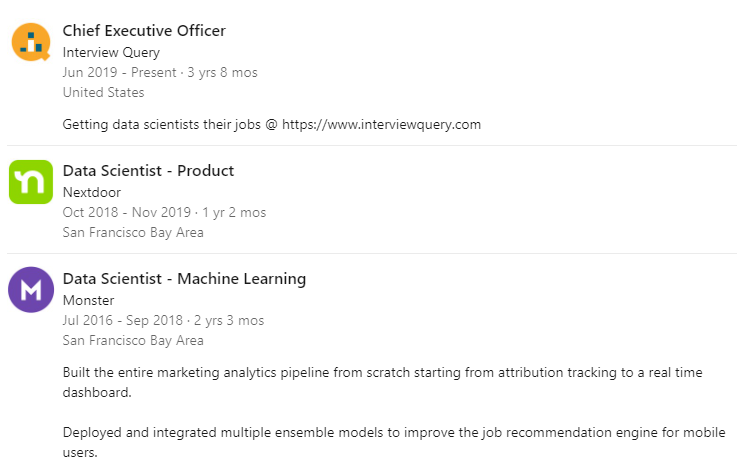 Chief Executive Officer
Interview Query
Jun 2019 - Present · 3 yrs 8 mos
United States
Getting data scientists their jobs @ https://www.interviewquery.com
Data Scientist - Product
Nextdoor
Oct 2018 - Nov 2019 · 1 yr 2 mos
San Francisco Bay Area
M
Data Scientist - Machine Learning
Monster
Jul 2016 - Sep 2018 · 2 yrs 3 mos
San Francisco Bay Area
Built the entire marketing analytics pipeline from scratch starting from attribution tracking to a real time
dashboard.
Deployed and integrated multiple ensemble models to improve the job recommendation engine for mobile
users.